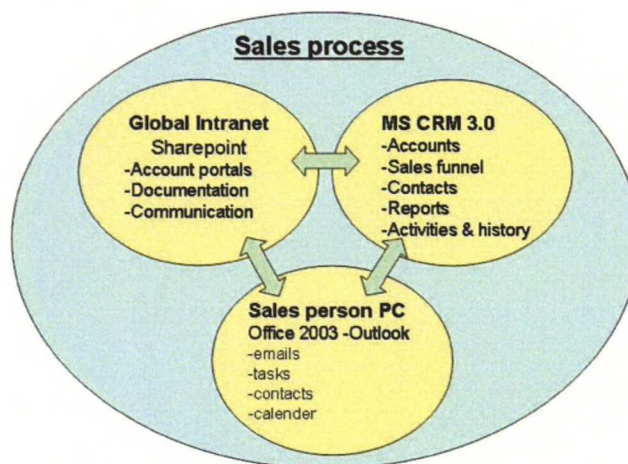 Sales process
Global Intranet
Sharepoint
-Account portals
-Documentation
-Communication
MS CRM 3.0
-Accounts
-Sales funnel
-Contacts
-Reports
-Activities & history
Sales person PC
Office 2003 -Outlook
-emails
-tasks
-contacts
-calender